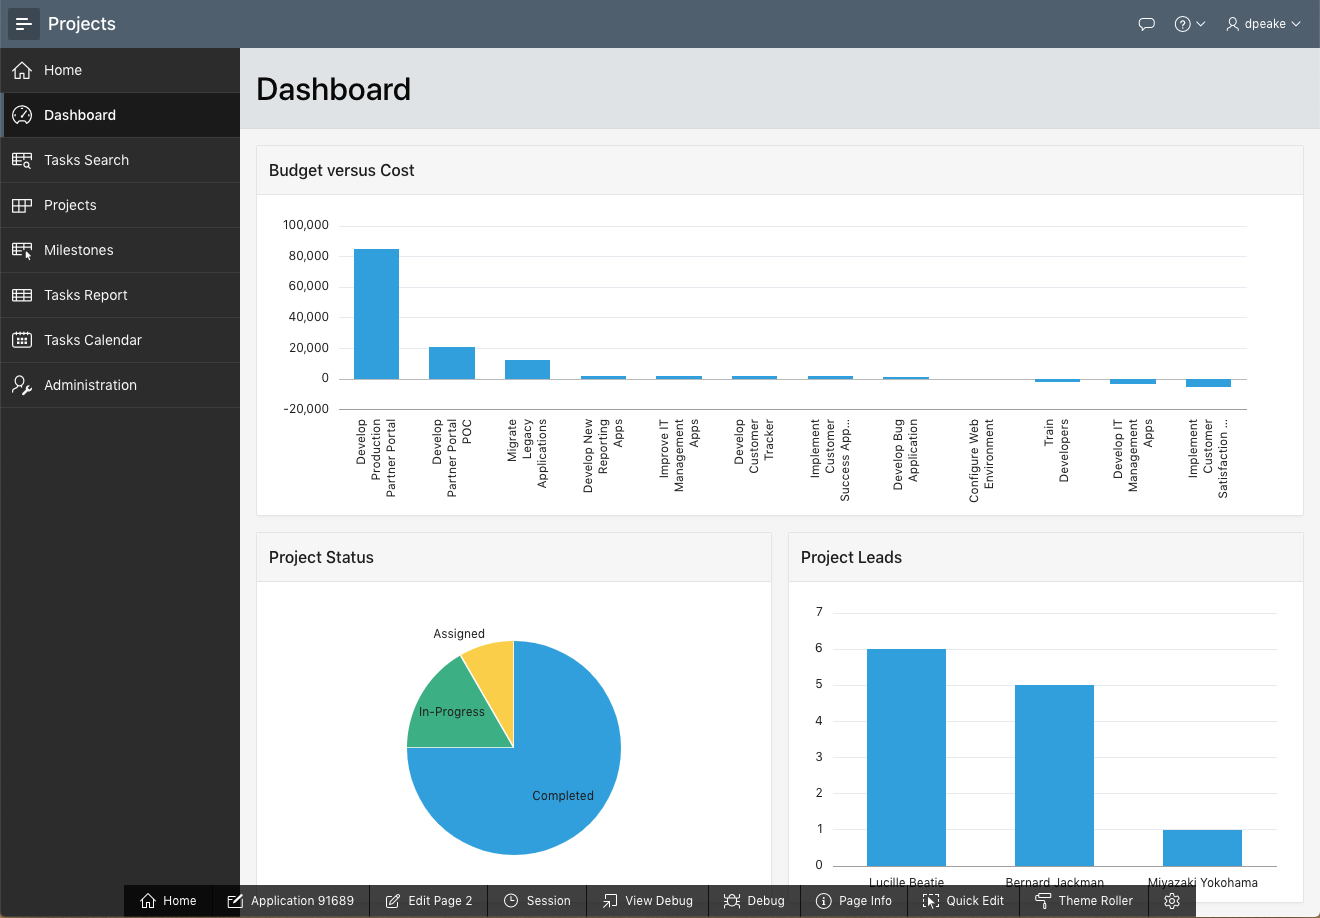 Projects
dpeake
Home
Dashboard
Tasks Search
Projects
Milestones
Tasks Report
Tasks Calendar
Administration
Dashboard
Budget versus Cost
100,000
80,000
60,000
40,000
20,000
0
-20,000
Develop
Production
Partner Portal
Develop
Partner Portal
POC
Migrate
Legacy
Applications
Develop New
Reporting
Apps
Improve IT
Management
Apps
Develop
Customer
Tracker
Implement
Customer
Success App...
Develop Bug
Application
Configure Web
Environment
Train
Developers
Develop IT
Management
Apps
Implement
Customer
Satisfaction ...
Project Status
Assigned
In-Progress
Completed
Project Leads
7
6
5
4
3
2
1
0
Lucille Beatie
Bernard Jackman
Miyazaki Yokohama
Home
Application 91689
Edit Page 2
Session
View Debug
Debug
Page Info
Quick Edit
Theme Roller